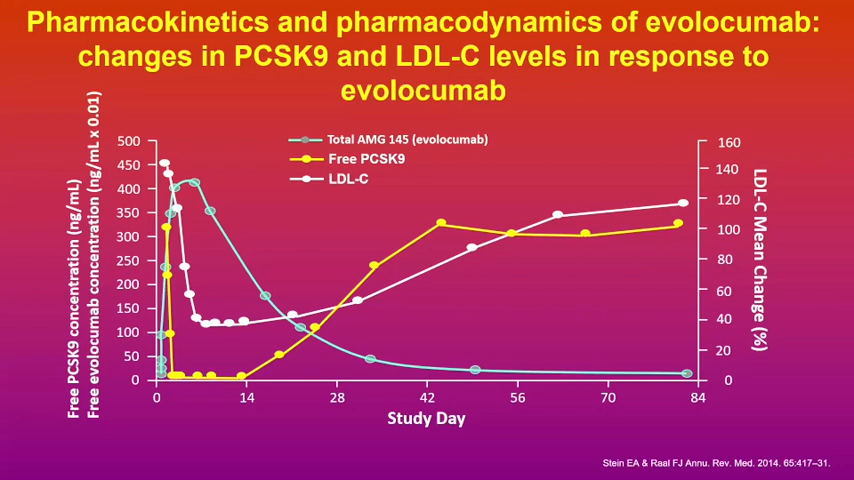 Pharmacokinetics and pharmacodynamics of evolocumab:
changes in PCSK9 and LDL-C levels in response to
evolocumab
Free PCSK9 concentration (ng/mL)
Free evolocumab concentration (ng/mL x 0.01)
500
450
400
350
300
250
200
150
100
50
0
Total AMG 145 (evolocumab)
Free PCSK9
LDL-C
160
140
120
100
80
60
40
20
0
LDL-C Mean Change (%)
0 14 28 42 56 70 84
Study Day
Stein EA & Raal FJ Annu. Rev. Med. 2014. 65:417–31.